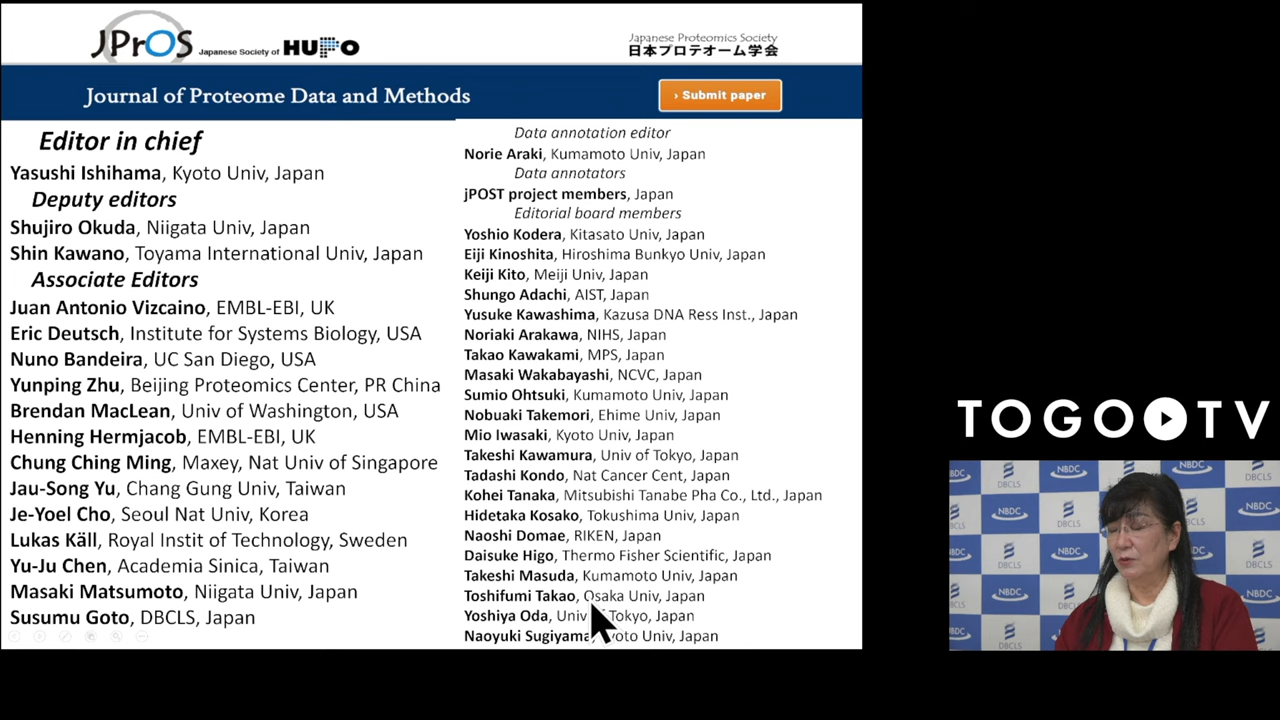 JPrOS Japanese Society of HUPO
Japanese Proteomics Society
日本プロテオーム学会
Journal of Proteome Data and Methods
› Submit paper
Editor in chief
Yasushi Ishihama, Kyoto Univ, Japan
Deputy editors
Shujiro Okuda, Niigata Univ, Japan
Shin Kawano, Toyama International Univ, Japan
Associate Editors
Juan Antonio Vizcaino, EMBL-EBI, UK
Eric Deutsch, Institute for Systems Biology, USA
Nuno Bandeira, UC San Diego, USA
Yunping Zhu, Beijing Proteomics Center, PR China
Brendan MacLean, Univ of Washington, USA
Henning Hermjacob, EMBL-EBI, UK
Chung Ching Ming, Maxey, Nat Univ of Singapore
Jau-Song Yu, Chang Gung Univ, Taiwan
Je-Yoel Cho, Seoul Nat Univ, Korea
Lukas Käll, Royal Instit of Technology, Sweden
Yu-Ju Chen, Academia Sinica, Taiwan
Masaki Matsumoto, Niigata Univ, Japan
Susumu Goto, DBCLS, Japan
Data annotation editor
Norie Araki, Kumamoto Univ, Japan
Data annotators
jPOST project members, Japan
Editorial board members
Yoshio Kodera, Kitasato Univ, Japan
Eiji Kinoshita, Hiroshima Bunkyo Univ, Japan
Keiji Kito, Meiji Univ, Japan
Shungo Adachi, AIST, Japan
Yusuke Kawashima, Kazusa DNA Ress Inst., Japan
Noriaki Arakawa, NIHS, Japan
Takao Kawakami, MPS, Japan
Masaki Wakabayashi, NCVC, Japan
Sumio Ohtsuki, Kumamoto Univ, Japan
Nobuaki Takemori, Ehime Univ, Japan
Mio Iwasaki, Kyoto Univ, Japan
Takeshi Kawamura, Univ of Tokyo, Japan
Tadashi Kondo, Nat Cancer Cent, Japan
Kohei Tanaka, Mitsubishi Tanabe Pha Co., Ltd., Japan
Hidetaka Kosako, Tokushima Univ, Japan
Naoshi Domae, RIKEN, Japan
Daisuke Higo, Thermo Fisher Scientific, Japan
Takeshi Masuda, Kumamoto Univ, Japan
Toshifumi Takao, Osaka Univ, Japan
Yoshiya Oda, Univ of Tokyo, Japan
Naoyuki Sugiyama, Kyoto Univ, Japan
TOGO TV
NBDC
DBCLS
NBDC
DBCLS
NBDC
DBCLS
NBDC
DBCLS
NBDC
DBCLS
NBDC